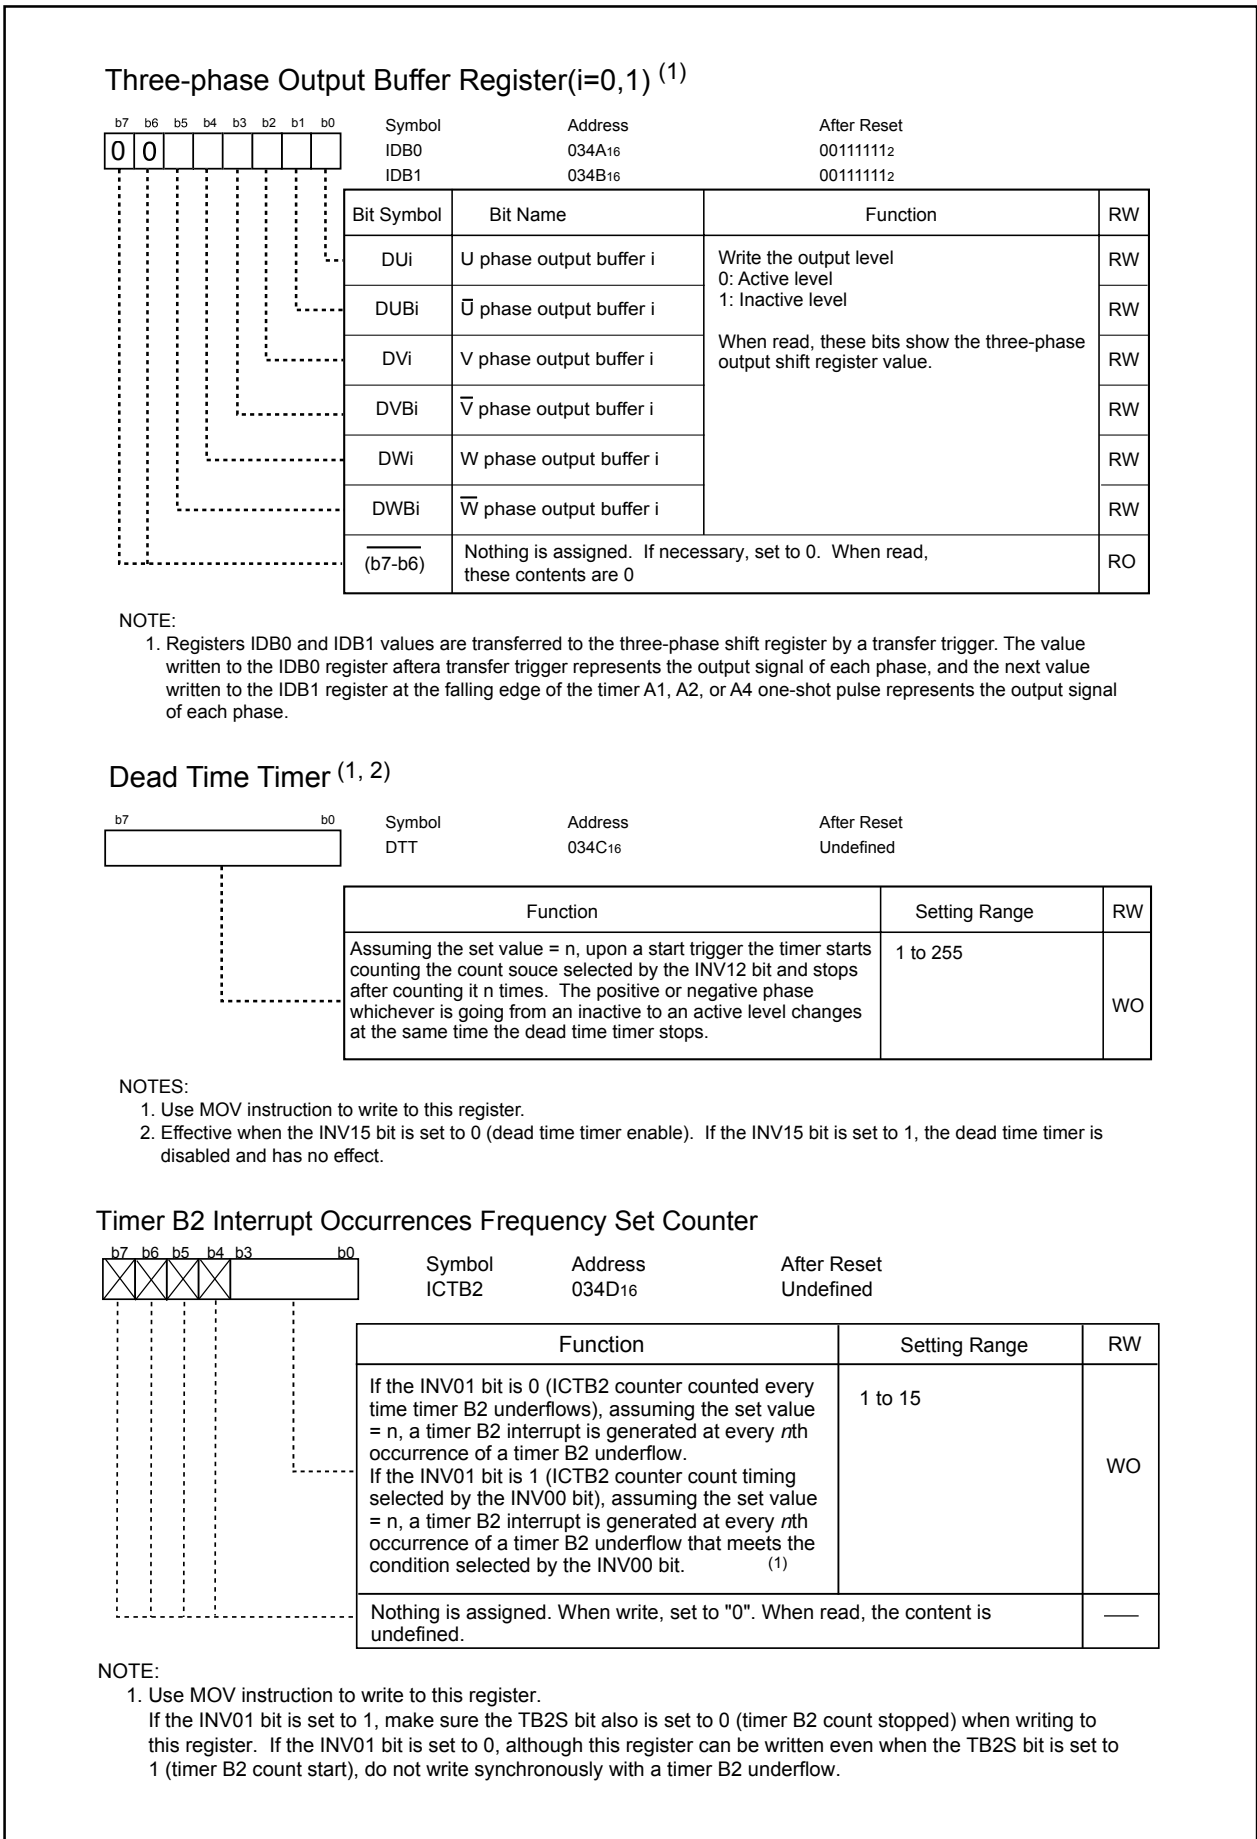 Three-phase Output Buffer Register(i=0,1) (1)
b7 b6 b5 b4 b3 b2 b1 b0
Symbol Address After Reset
0 0
IDB0 034A16 001111112
IDB1 034B16 001111112
Bit Symbol Bit Name Function RW
DUi U phase output buffer i Write the output level RW
0: Active level
1: Inactive level
DUBi U̅ phase output buffer i RW
When read, these bits show the three-phase
output shift register value.
DVi V phase output buffer i RW
DVBi V̅ phase output buffer i RW
DWi W phase output buffer i RW
DWBi W̅ phase output buffer i RW
(b7-b6) Nothing is assigned. If necessary, set to 0. When read, RO
these contents are 0
NOTE:
1. Registers IDB0 and IDB1 values are transferred to the three-phase shift register by a transfer trigger. The value
written to the IDB0 register aftera transfer trigger represents the output signal of each phase, and the next value
written to the IDB1 register at the falling edge of the timer A1, A2, or A4 one-shot pulse represents the output signal
of each phase.
Dead Time Timer (1, 2)
b7 b0
Symbol Address After Reset
DTT 034C16 Undefined
Function Setting Range RW
Assuming the set value = n, upon a start trigger the timer starts 1 to 255
counting the count souce selected by the INV12 bit and stops
after counting it n times. The positive or negative phase
whichever is going from an inactive to an active level changes WO
at the same time the dead time timer stops.
NOTES:
1. Use MOV instruction to write to this register.
2. Effective when the INV15 bit is set to 0 (dead time timer enable). If the INV15 bit is set to 1, the dead time timer is
disabled and has no effect.
Timer B2 Interrupt Occurrences Frequency Set Counter
b7 b6 b5 b4 b3 b0
Symbol Address After Reset
ICTB2 034D16 Undefined
Function Setting Range RW
If the INV01 bit is 0 (ICTB2 counter counted every 1 to 15
time timer B2 underflows), assuming the set value
= n, a timer B2 interrupt is generated at every nth
occurrence of a timer B2 underflow.
If the INV01 bit is 1 (ICTB2 counter count timing WO
selected by the INV00 bit), assuming the set value
= n, a timer B2 interrupt is generated at every nth
occurrence of a timer B2 underflow that meets the
condition selected by the INV00 bit. (1)
Nothing is assigned. When write, set to "0". When read, the content is —
undefined.
NOTE:
1. Use MOV instruction to write to this register.
If the INV01 bit is set to 1, make sure the TB2S bit also is set to 0 (timer B2 count stopped) when writing to
this register. If the INV01 bit is set to 0, although this register can be written even when the TB2S bit is set to
1 (timer B2 count start), do not write synchronously with a timer B2 underflow.